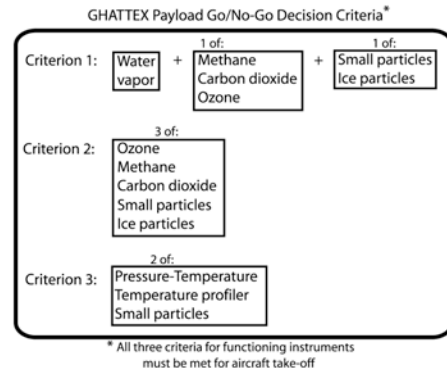 GHATTEX Payload Go/No-Go Decision Criteria*
1 of: 1 of:
Criterion 1: Water vapor + Methane + Small particles
Carbon dioxide Ice particles
Ozone
3 of:
Criterion 2: Ozone
Methane
Carbon dioxide
Small particles
Ice particles
2 of:
Criterion 3: Pressure-Temperature
Temperature profiler
Small particles
* All three criteria for functioning instruments
must be met for aircraft take-off